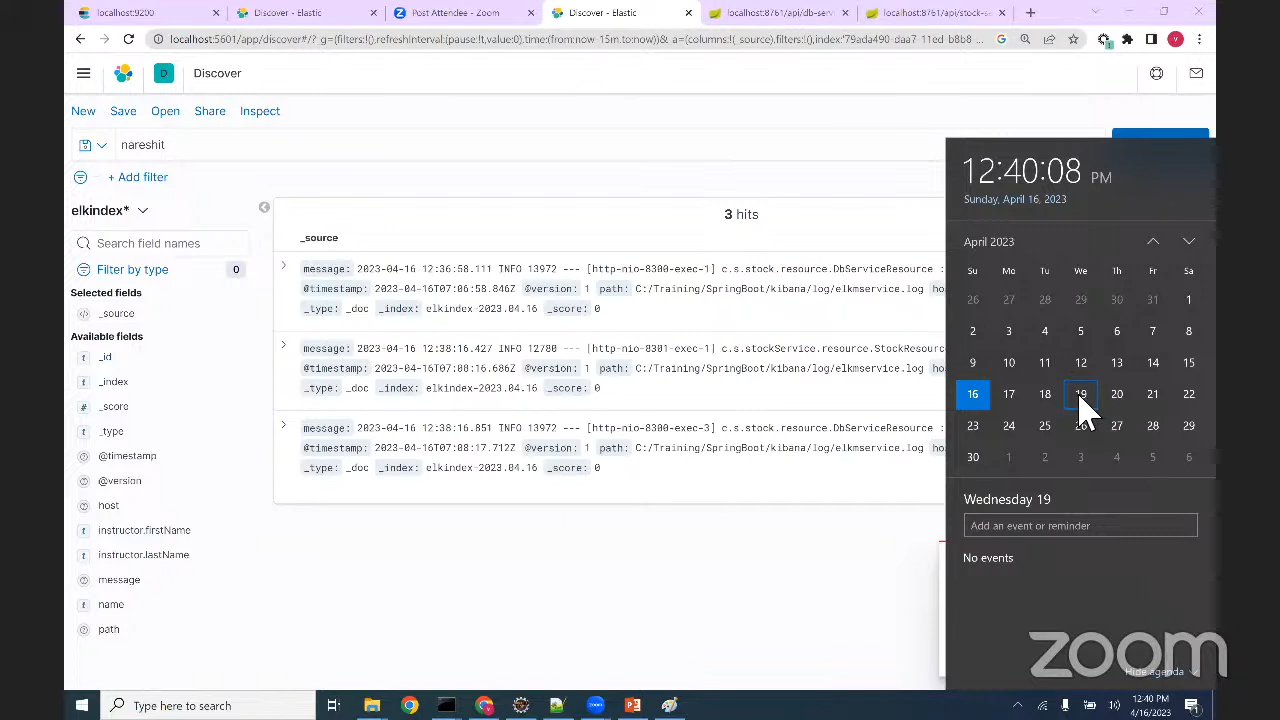 localhost:9200
Discover - Elastic
Post Attendee - Zoom
Discover - Elastic
localhost:8761/api/db-serv
localhost:8761/api/stock-s
localhost:5601/app/discover#/?_g=(filters:!(),refreshInterval:(pause:!t,value:0),time:(from:now-15m,to:now))&_a=(columns:!(_source),filters:!(),index:'79ada490-daa7-11ed-b8b8...
D
Discover
New Save Open Share Inspect
nareshit
+ Add filter
elkindex*
Search field names
Filter by type 0
Selected fields
_source
Available fields
_id
_index
_score
_type
@timestamp
@version
host
instructor.firstName
instructor.lastName
message
name
path
3 hits
_source
message: 2023-04-16 12:36:58.111 INFO 13972 --- [http-nio-8300-exec-1] c.s.stock.resource.DbServiceResource :
@timestamp: 2023-04-16T07:06:58.846Z @version: 1 path: C:/Training/SpringBoot/kibana/log/elkmservice.log ho
_type: _doc _index: elkindex-2023.04.16 _score: 0
message: 2023-04-16 12:38:16.427 INFO 12780 --- [http-nio-8301-exec-1] c.s.stockService.resource.StockResou
@timestamp: 2023-04-16T07:08:16.686Z @version: 1 path: C:/Training/SpringBoot/kibana/log/elkmservice.log ho
_type: _doc _index: elkindex-2023.04.16 _score: 0
message: 2023-04-16 12:38:16.851 INFO 13972 --- [http-nio-8300-exec-3] c.s.stock.resource.DbServiceResource :
@timestamp: 2023-04-16T07:08:17.712Z @version: 1 path: C:/Training/SpringBoot/kibana/log/elkmservice.log ho
_type: _doc _index: elkindex-2023.04.16 _score: 0
12:40:08 PM
Sunday, April 16, 2023
April 2023
Su Mo Tu We Th Fr Sa
26 27 28 29 30 31 1
2 3 4 5 6 7 8
9 10 11 12 13 14 15
16 17 18 19 20 21 22
23 24 25 26 27 28 29
30 1 2 3 4 5 6
Wednesday 19
Add an event or reminder
No events
zoom
Hide agenda
Type here to search
12:40 PM
4/16/2023